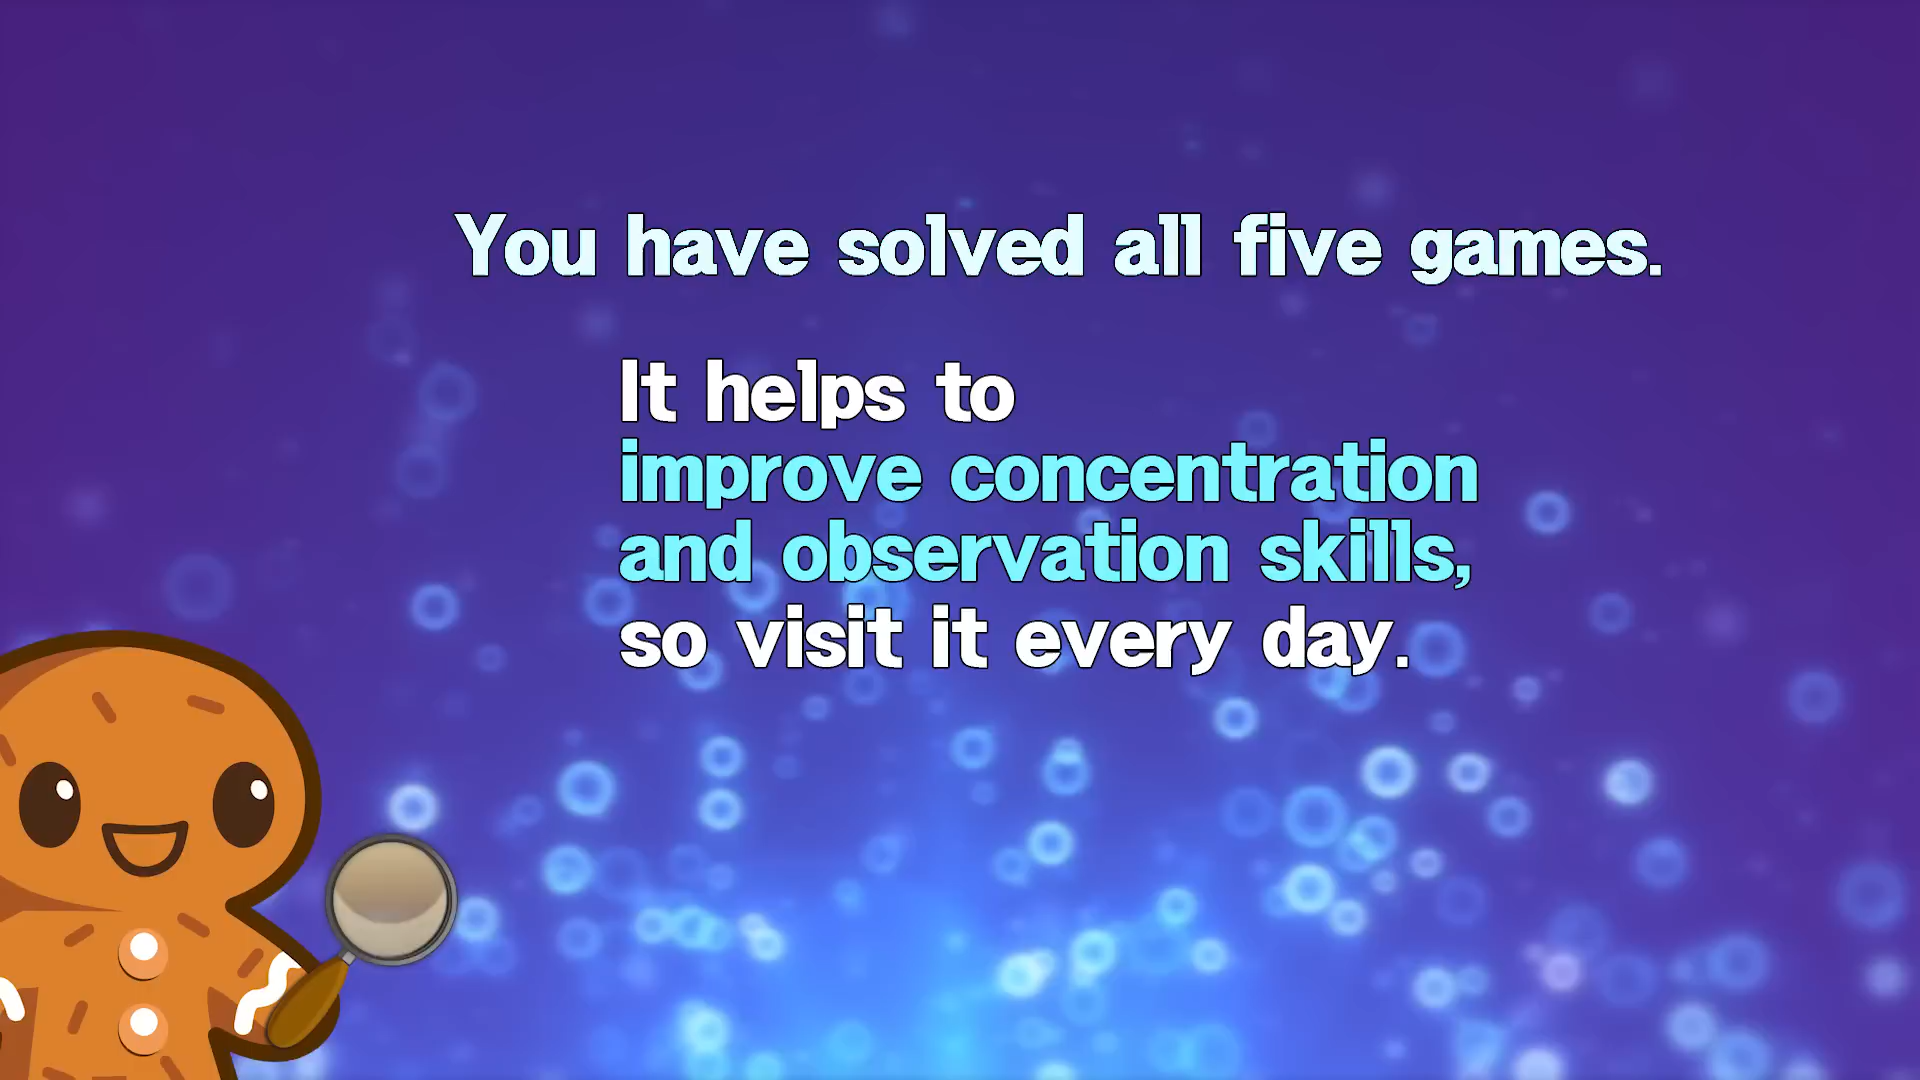 You have solved all five games.
It helps to
improve concentration
and observation skills,
so visit it every day.